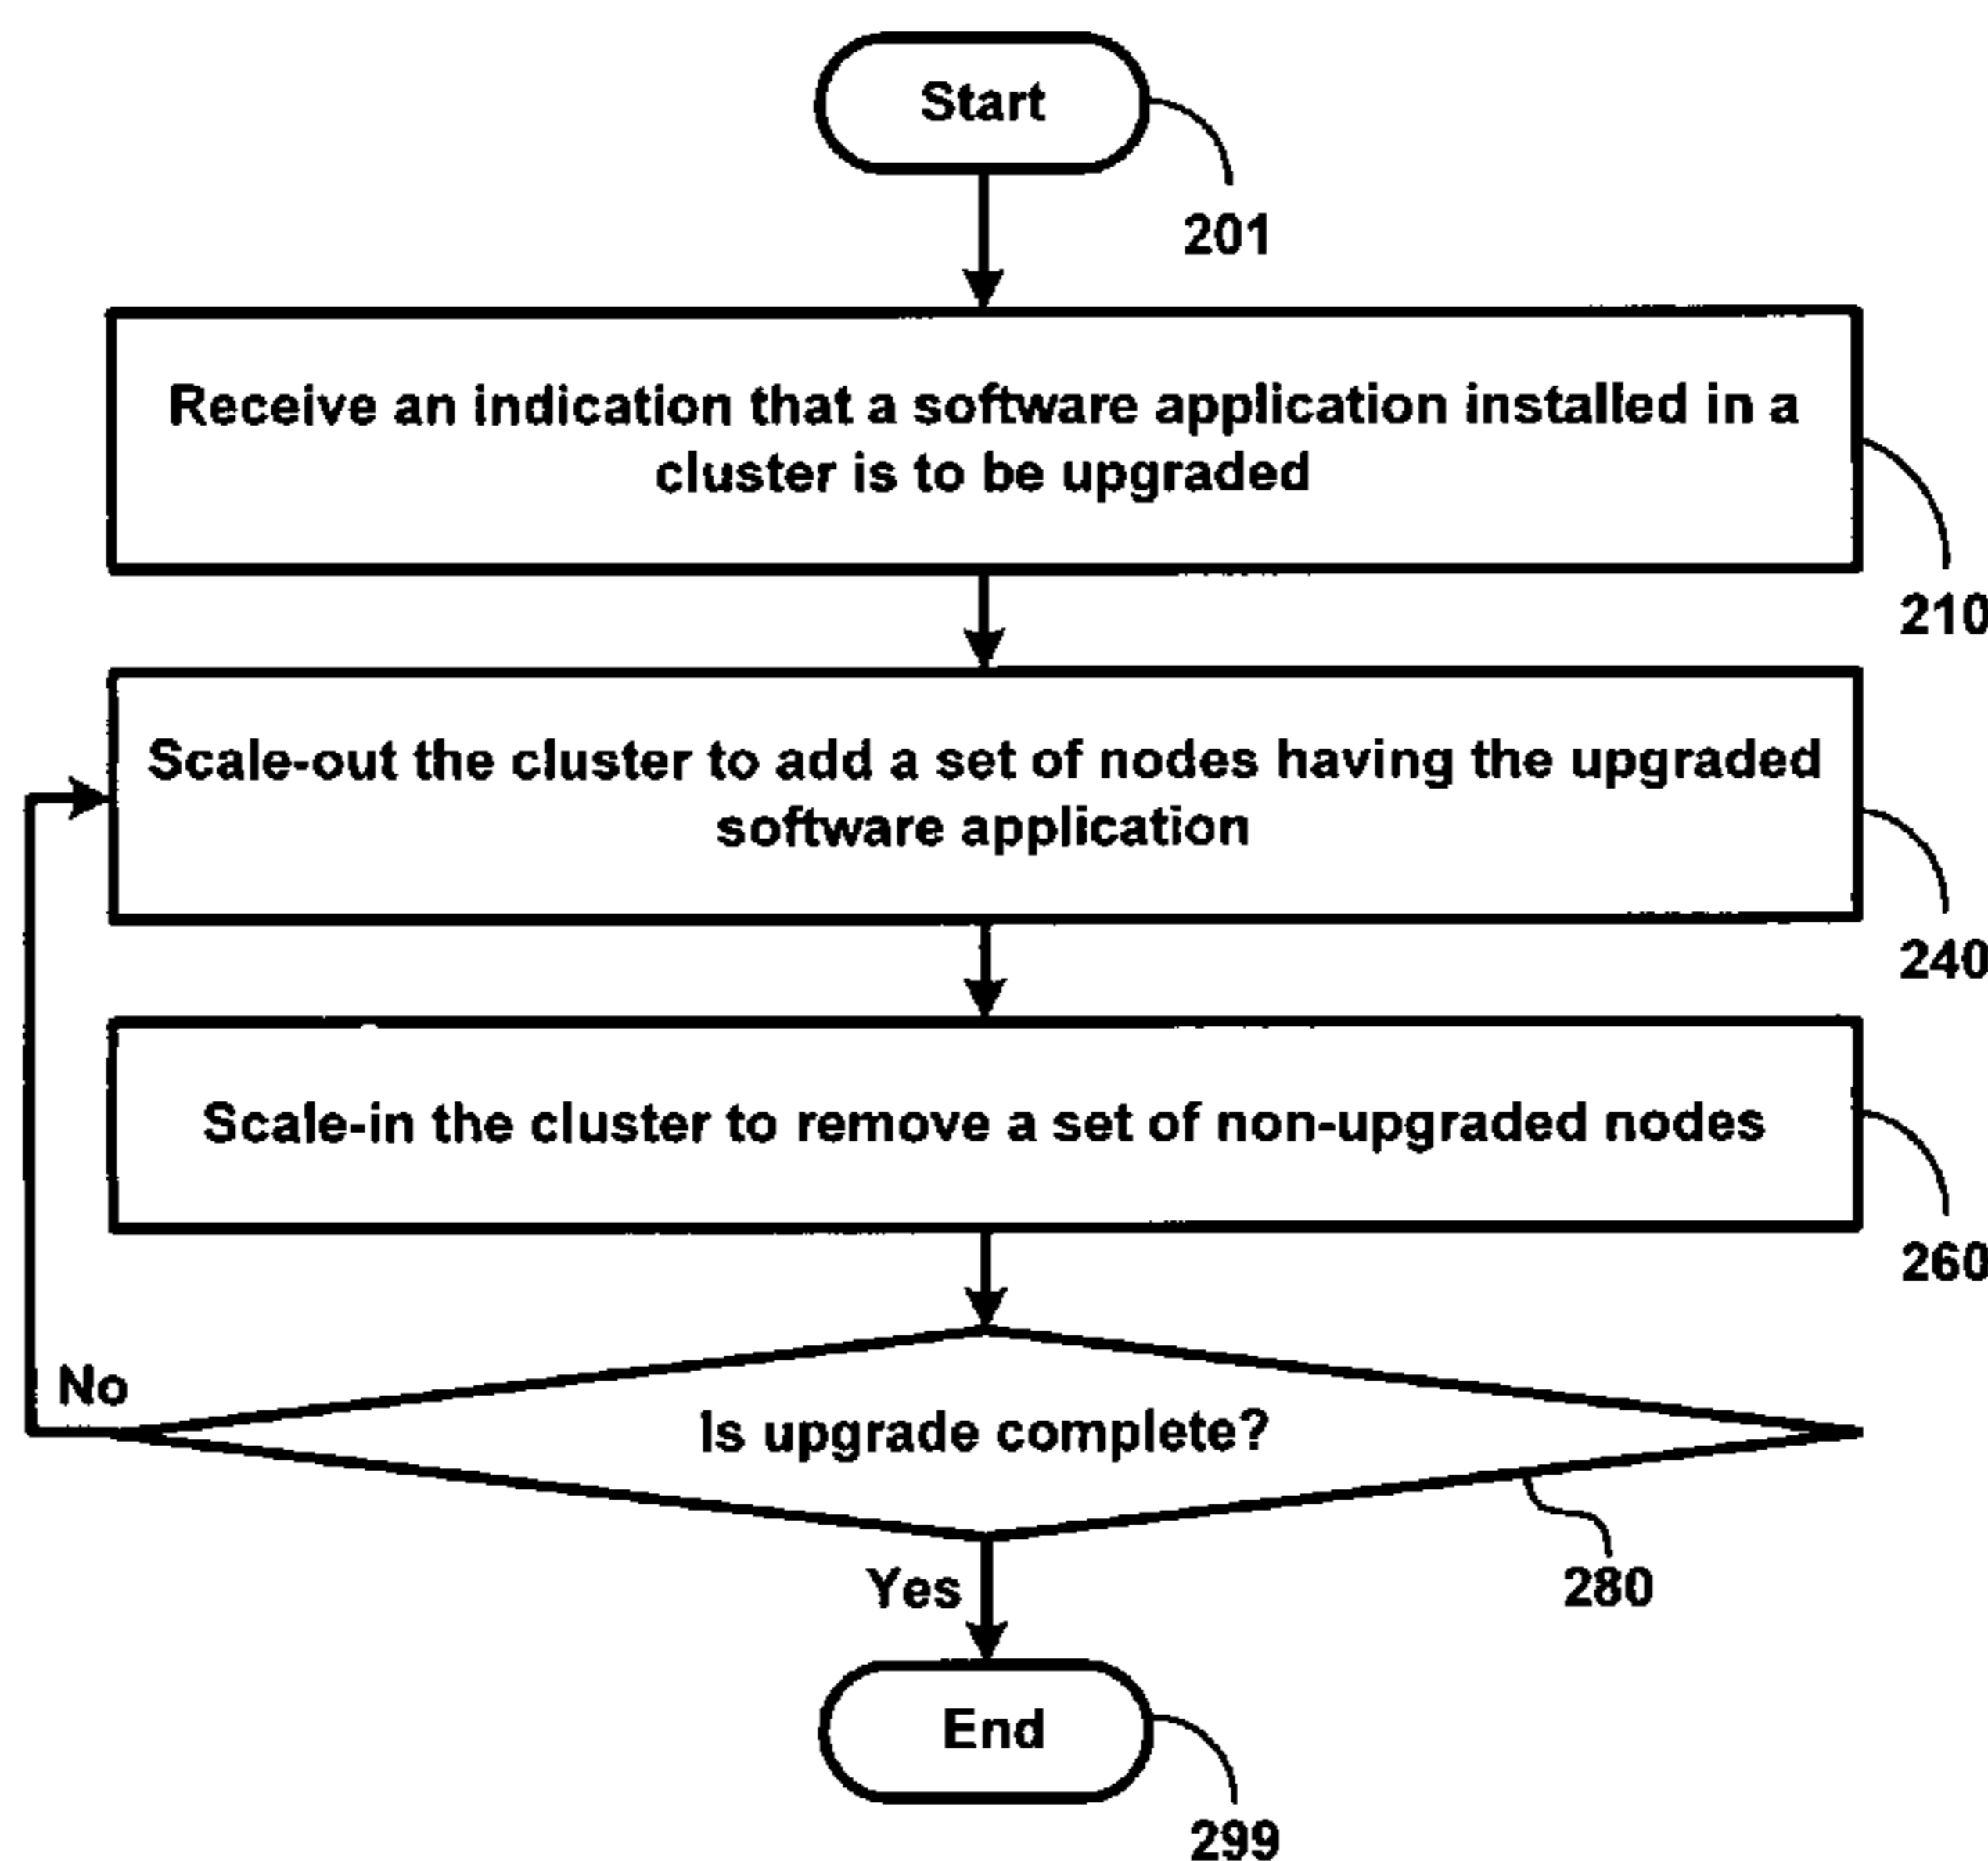 Start
201
Receive an indication that a software application installed in a
cluster is to be upgraded
210
Scale-out the cluster to add a set of nodes having the upgraded
software application
240
Scale-in the cluster to remove a set of non-upgraded nodes
260
No
Is upgrade complete?
280
Yes
End
299